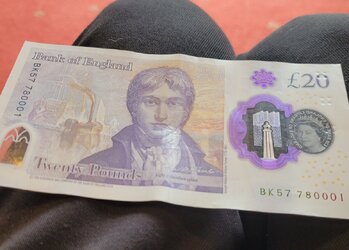 Bank of England
£20
BK57 780001
Twenty Pounds
BK57 780001